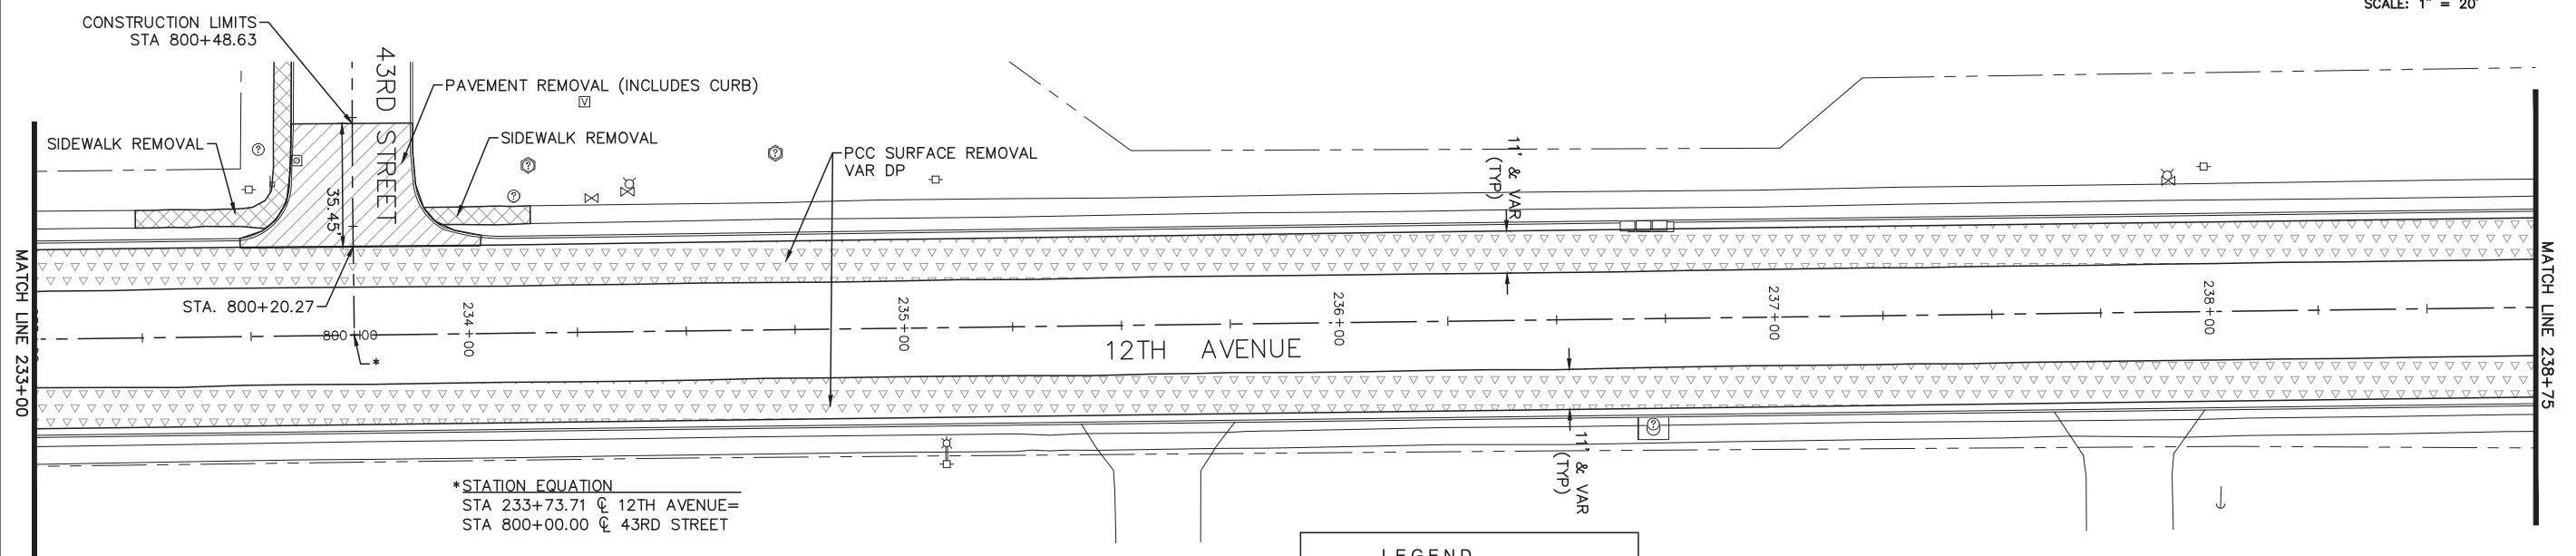 SCALE: 1" = 20'
CONSTRUCTION LIMITS
STA 800+48.63
43RD STREET
PAVEMENT REMOVAL (INCLUDES CURB)
V
SIDEWALK REMOVAL
SIDEWALK REMOVAL
?
?
?
?
PCC SURFACE REMOVAL
VAR DP
11' & VAR
(TYP)
35.45'
MATCH LINE 233+00
MATCH LINE 238+75
STA. 800+20.27
800+00
*
234+00
235+00
236+00
237+00
238+00
12TH AVENUE
?
11' & VAR
(TYP)
*STATION EQUATION
STA 233+73.71 ℄ 12TH AVENUE=
STA 800+00.00 ℄ 43RD STREET
LEGEND